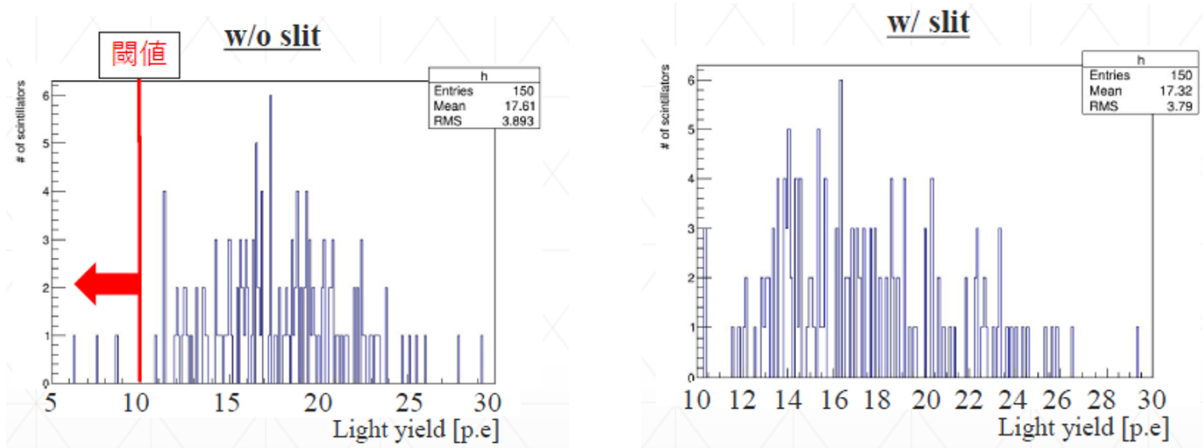 w/o slit
閾値
h
Entries 150
Mean 17.61
RMS 3.893
# of scintillators
6
5
4
3
2
1
0
5 10 15 20 25 30
Light yield [p.e]
w/ slit
h
Entries 150
Mean 17.32
RMS 3.79
# of scintillators
6
5
4
3
2
1
0
10 12 14 16 18 20 22 24 26 28 30
Light yield [p.e]